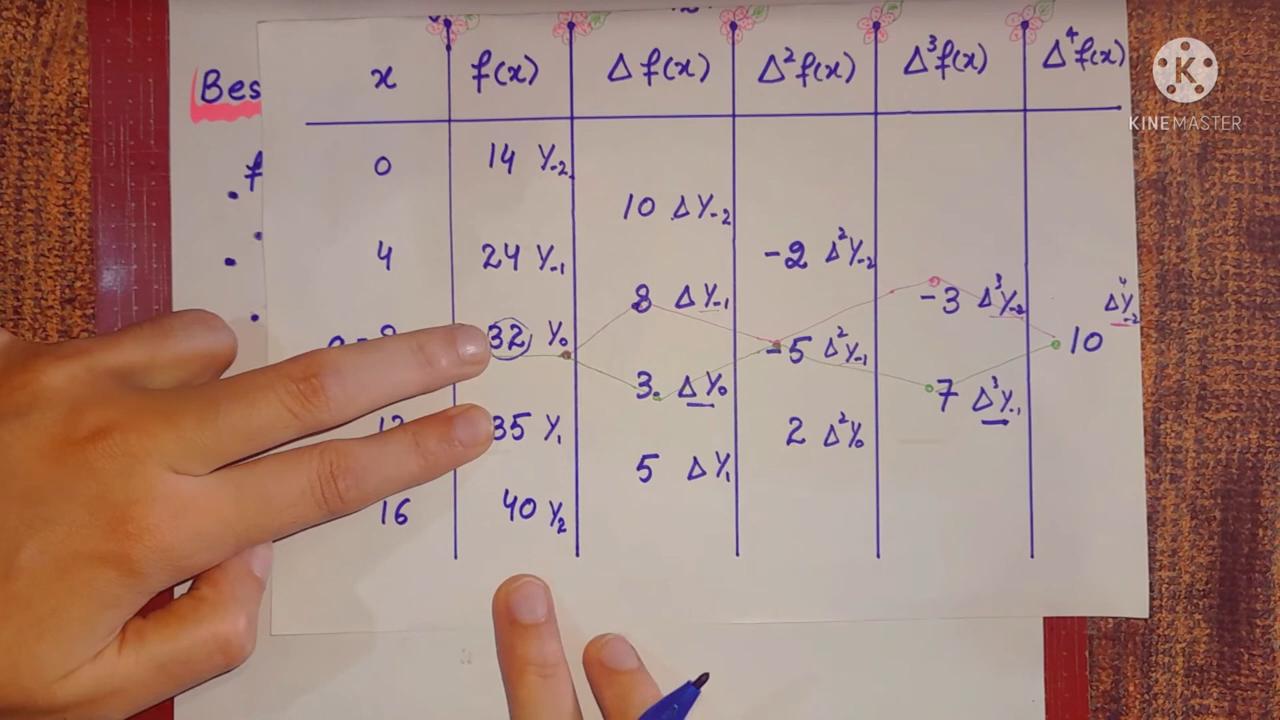 Bes
x f(x) Δf(x) Δ²f(x) Δ³f(x) Δ⁴f(x)
KINEMASTER
f
0 14 Y₋₂
10 ΔY₋₂
4 24 Y₋₁ -2 Δ²Y₋₂
8 ΔY₋₁ -3 Δ³Y₋₂
32 Y₀ -5 Δ²Y₋₁ 10 Δ⁴Y₋₂
3 ΔY₀ 7 Δ³Y₋₁
35 Y₁ 2 Δ²Y₀
5 ΔY₁
16 40 Y₂